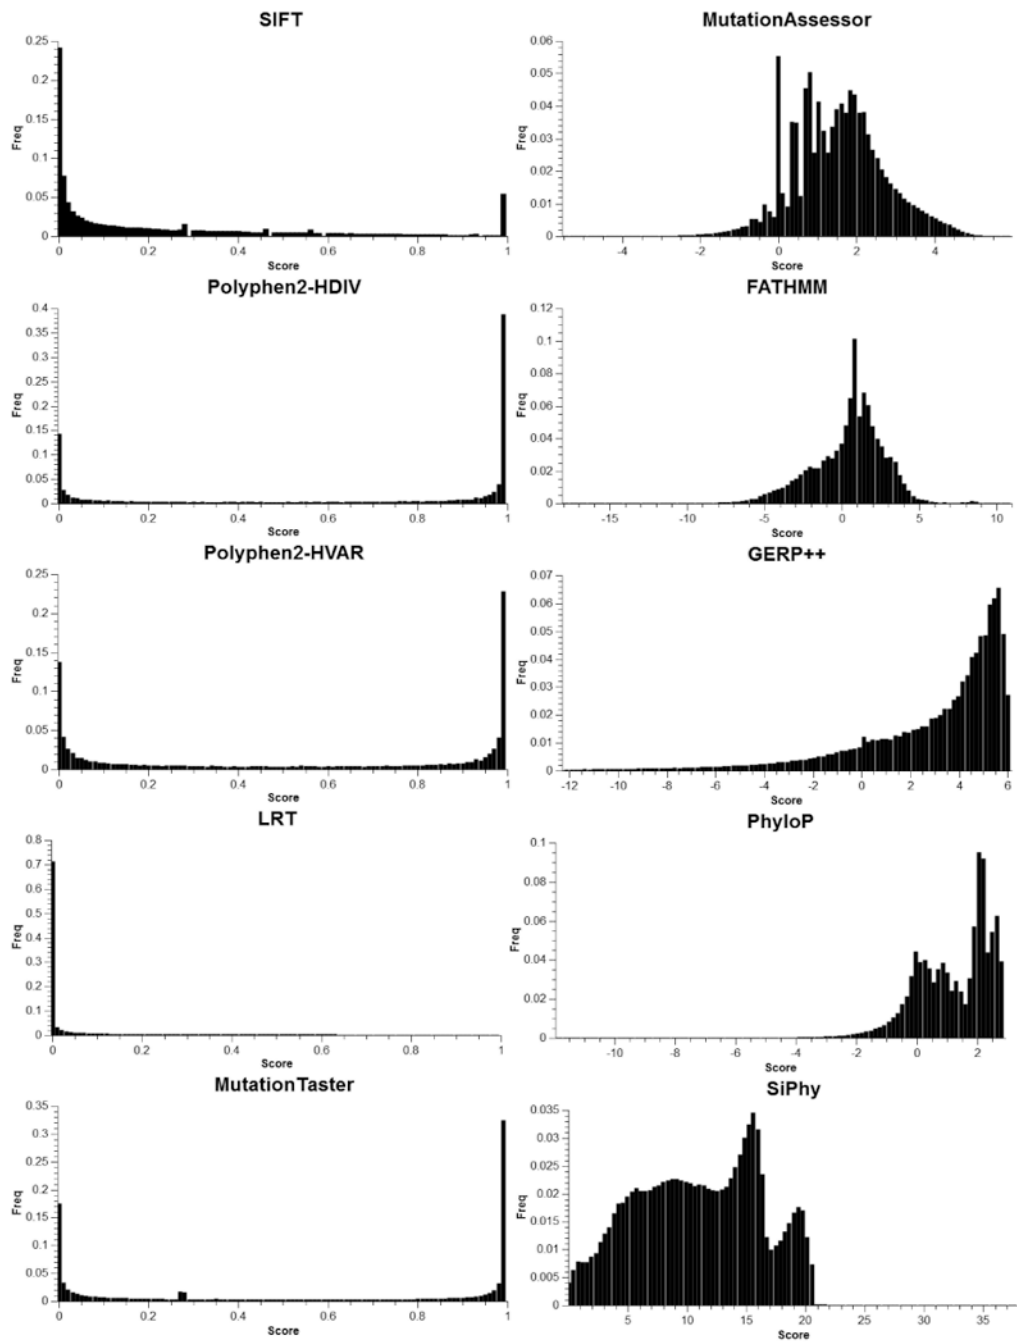 SIFT
0.25
0.2
0.15
0.1
0.05
0
Freq
0 0.2 0.4 0.6 0.8 1
Score
MutationAssessor
0.06
0.05
0.04
0.03
0.02
0.01
0
Freq
-4 -2 0 2 4
Score
Polyphen2-HDIV
0.4
0.35
0.3
0.25
0.2
0.15
0.1
0.05
0
Freq
0 0.2 0.4 0.6 0.8 1
Score
FATHMM
0.12
0.1
0.08
0.06
0.04
0.02
0
Freq
-15 -10 -5 0 5 10
Score
Polyphen2-HVAR
0.25
0.2
0.15
0.1
0.05
0
Freq
0 0.2 0.4 0.6 0.8 1
Score
GERP++
0.07
0.06
0.05
0.04
0.03
0.02
0.01
0
Freq
-12 -10 -8 -6 -4 -2 0 2 4 6
Score
LRT
0.8
0.7
0.6
0.5
0.4
0.3
0.2
0.1
0
Freq
0 0.2 0.4 0.6 0.8 1
Score
PhyloP
0.1
0.08
0.06
0.04
0.02
0
Freq
-10 -8 -6 -4 -2 0 2
Score
MutationTaster
0.35
0.3
0.25
0.2
0.15
0.1
0.05
0
Freq
0 0.2 0.4 0.6 0.8 1
Score
SiPhy
0.035
0.03
0.025
0.02
0.015
0.01
0.005
0
Freq
5 10 15 20 25 30 35
Score